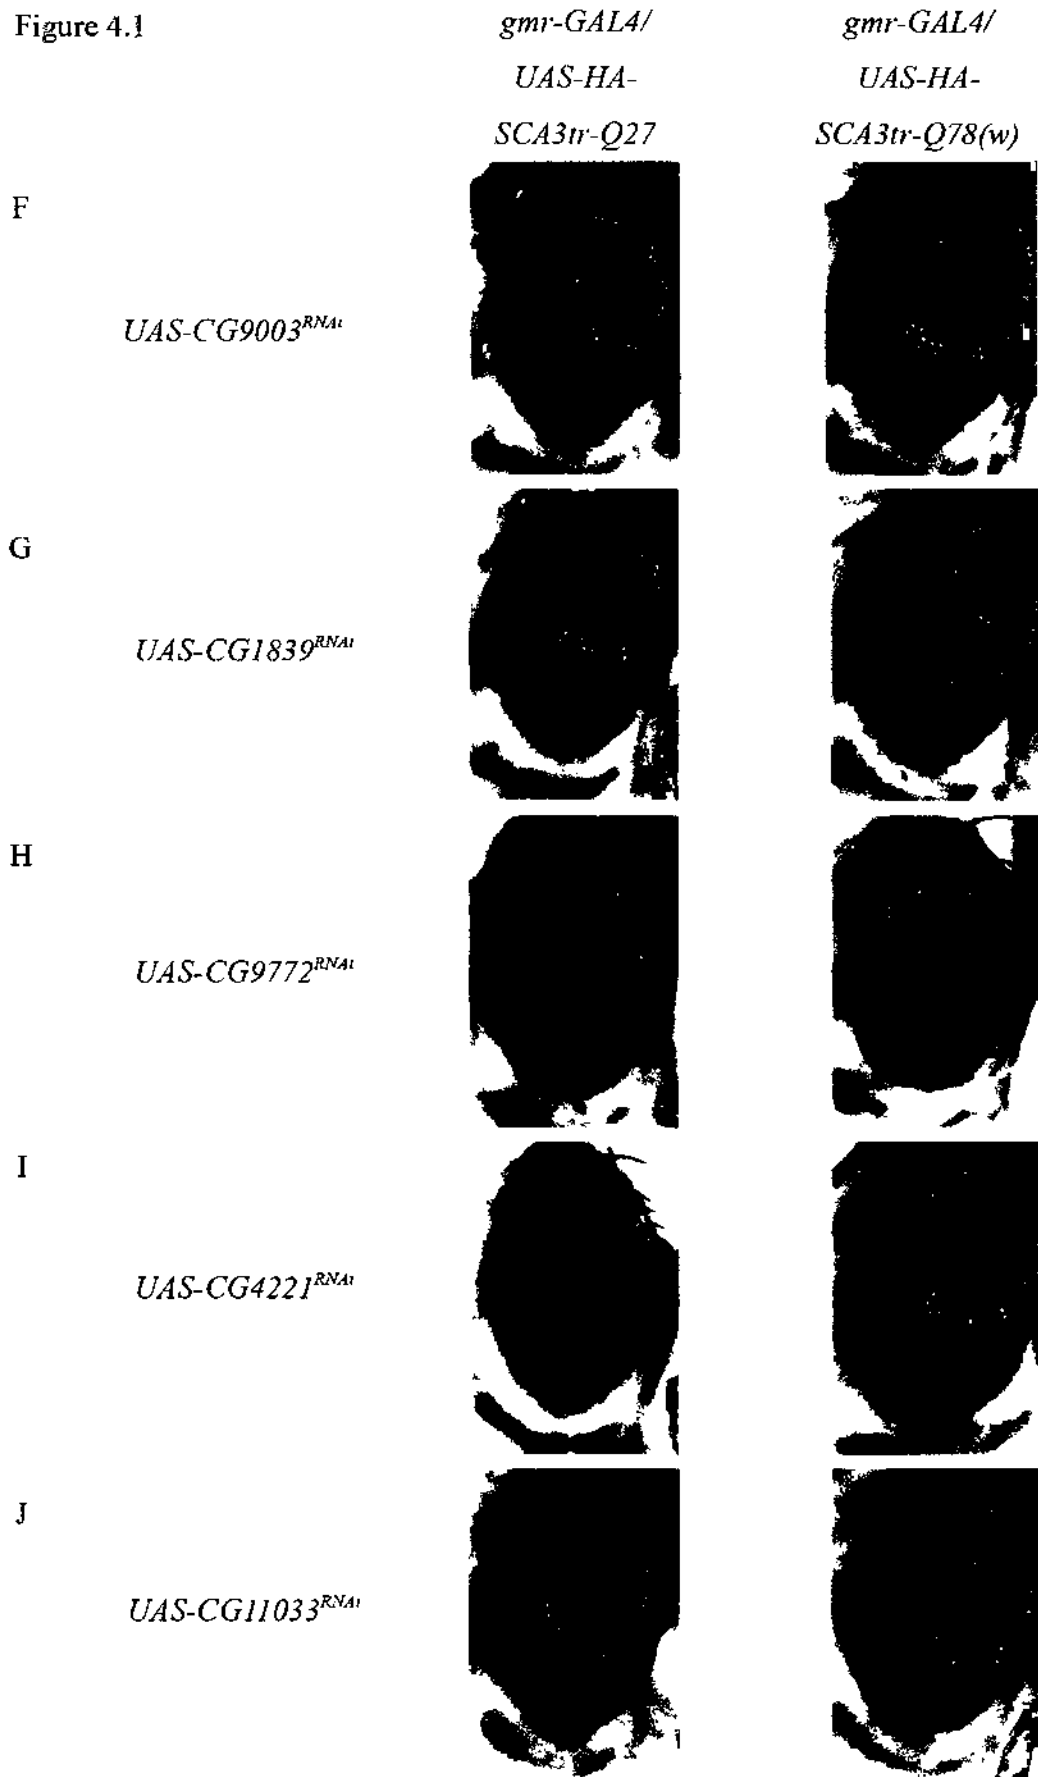 Figure 4.1
gmr-GAL4/
UAS-HA-
SCA3tr-Q27
gmr-GAL4/
UAS-HA-
SCA3tr-Q78(w)
F
UAS-CG9003RNAi
G
UAS-CG1839RNAi
H
UAS-CG9772RNAi
I
UAS-CG4221RNAi
J
UAS-CG11033RNAi